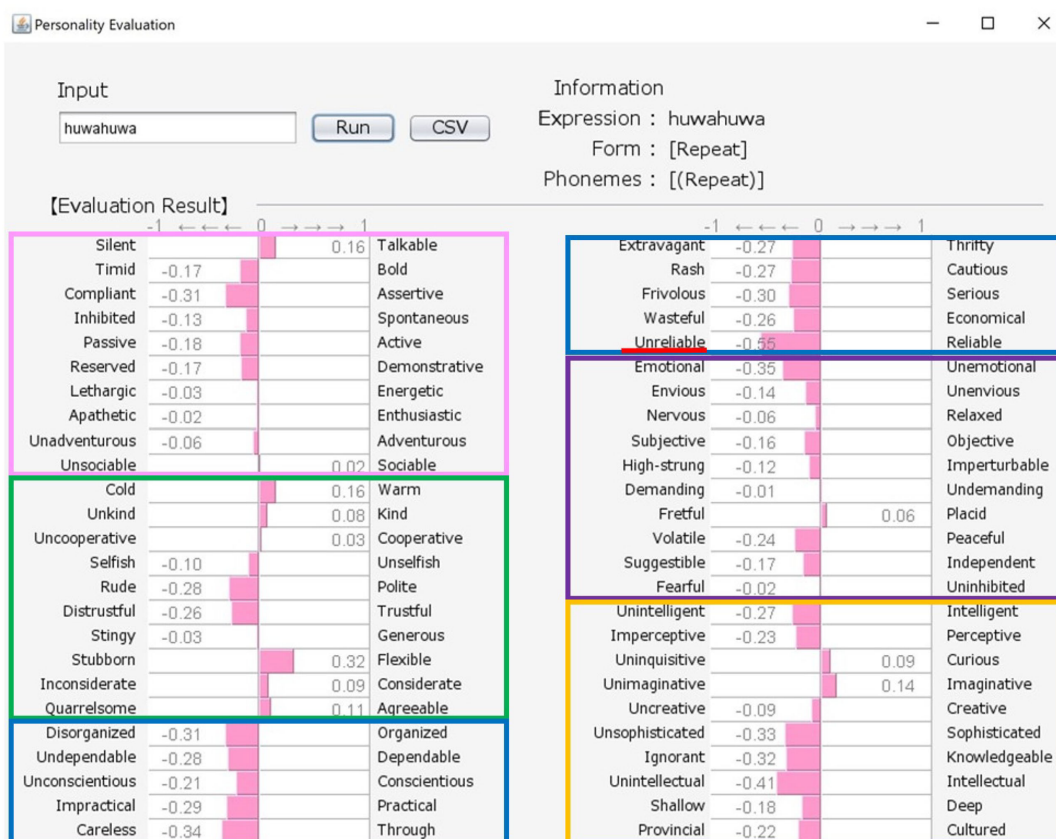 Personality Evaluation
Input
huwahuwa
Run
CSV
Information
Expression : huwahuwa
Form : [Repeat]
Phonemes : [(Repeat)]
【Evaluation Result】
-1 ← ← ← 0 → → → 1
Silent 0.16 Talkable
Timid -0.17 Bold
Compliant -0.31 Assertive
Inhibited -0.13 Spontaneous
Passive -0.18 Active
Reserved -0.17 Demonstrative
Lethargic -0.03 Energetic
Apathetic -0.02 Enthusiastic
Unadventurous -0.06 Adventurous
Unsociable 0.02 Sociable
Cold 0.16 Warm
Unkind 0.08 Kind
Uncooperative 0.03 Cooperative
Selfish -0.10 Unselfish
Rude -0.28 Polite
Distrustful -0.26 Trustful
Stingy -0.03 Generous
Stubborn 0.32 Flexible
Inconsiderate 0.09 Considerate
Quarrelsome 0.11 Agreeable
Disorganized -0.31 Organized
Undependable -0.28 Dependable
Unconscientious -0.21 Conscientious
Impractical -0.29 Practical
Careless -0.34 Through
-1 ← ← ← 0 → → → 1
Extravagant -0.27 Thrifty
Rash -0.27 Cautious
Frivolous -0.30 Serious
Wasteful -0.26 Economical
Unreliable -0.55 Reliable
Emotional -0.35 Unemotional
Envious -0.14 Unenvious
Nervous -0.06 Relaxed
Subjective -0.16 Objective
High-strung -0.12 Imperturbable
Demanding -0.01 Undemanding
Fretful 0.06 Placid
Volatile -0.24 Peaceful
Suggestible -0.17 Independent
Fearful -0.02 Uninhibited
Unintelligent -0.27 Intelligent
Imperceptive -0.23 Perceptive
Uninquisitive 0.09 Curious
Unimaginative 0.14 Imaginative
Uncreative -0.09 Creative
Unsophisticated -0.33 Sophisticated
Ignorant -0.32 Knowledgeable
Unintellectual -0.41 Intellectual
Shallow -0.18 Deep
Provincial -0.22 Cultured